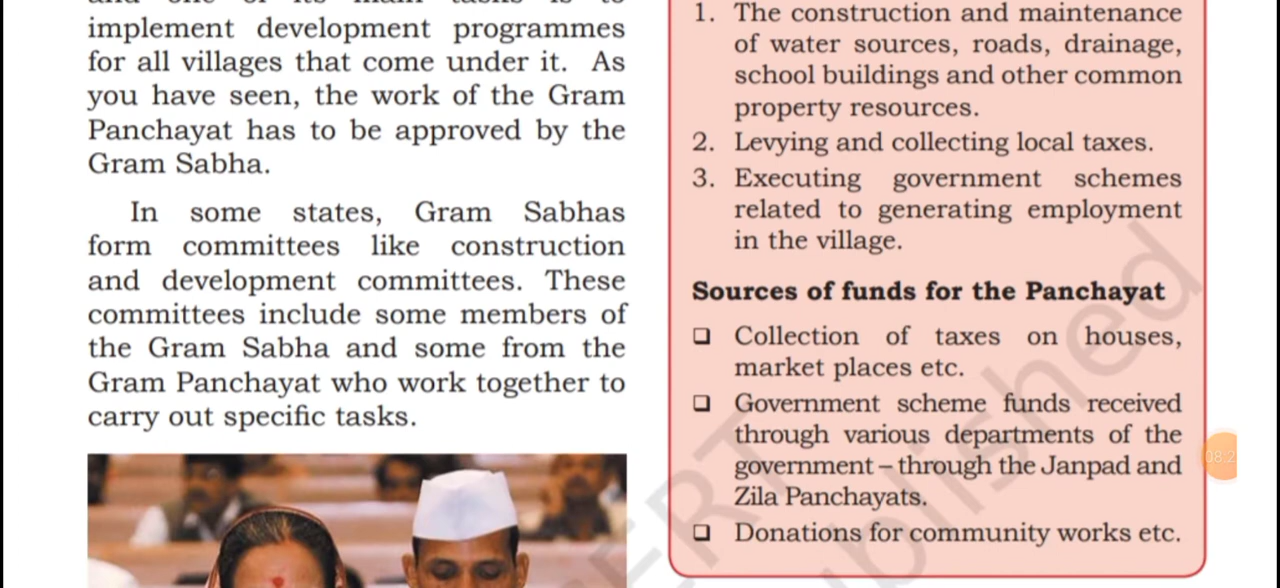 implement development programmes
for all villages that come under it. As
you have seen, the work of the Gram
Panchayat has to be approved by the
Gram Sabha.
In some states, Gram Sabhas
form committees like construction
and development committees. These
committees include some members of
the Gram Sabha and some from the
Gram Panchayat who work together to
carry out specific tasks.
1. The construction and maintenance
of water sources, roads, drainage,
school buildings and other common
property resources.
2. Levying and collecting local taxes.
3. Executing government schemes
related to generating employment
in the village.
Sources of funds for the Panchayat
❑ Collection of taxes on houses,
market places etc.
❑ Government scheme funds received
through various departments of the
government – through the Janpad and
Zila Panchayats.
❑ Donations for community works etc.